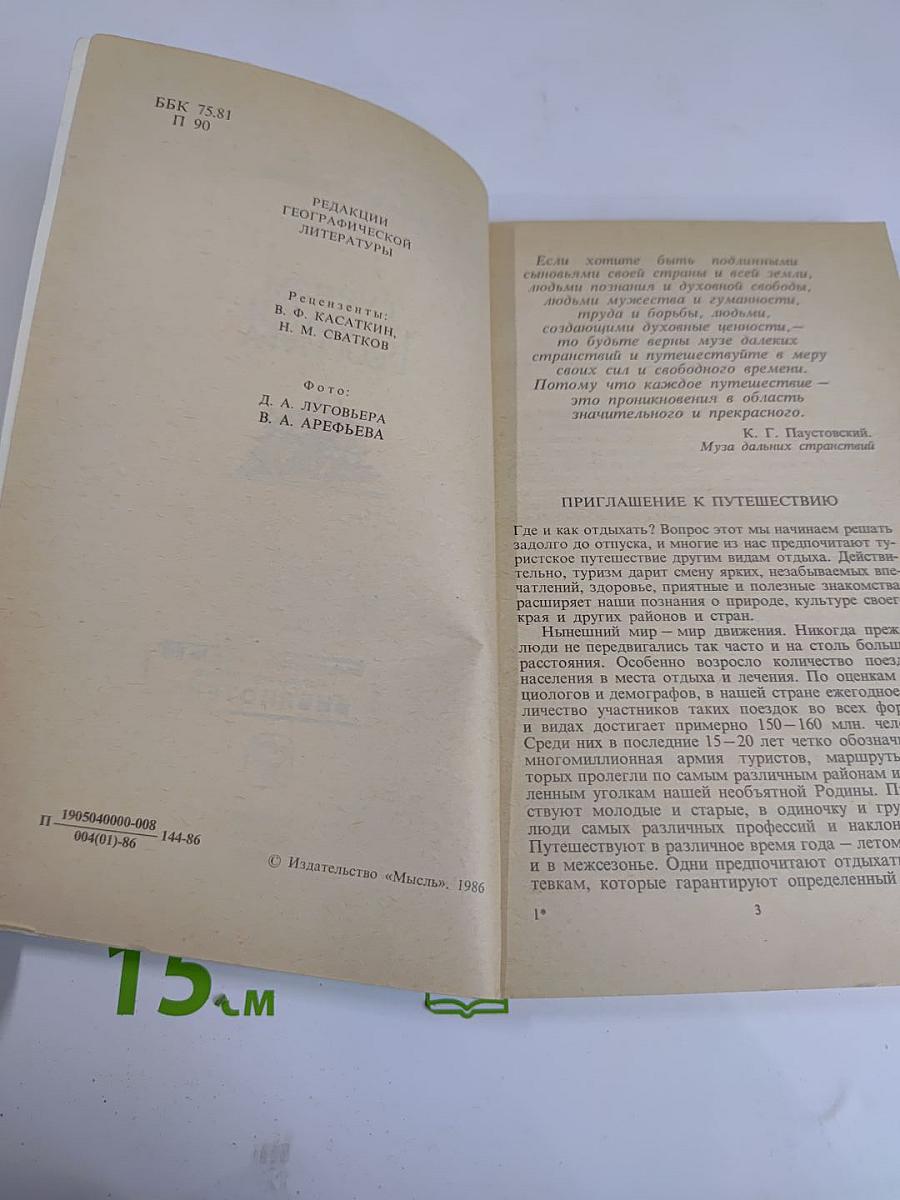 ББК 75.81
П 90
РЕДАКЦИИ
ГЕОГРАФИЧЕСКОЙ
ЛИТЕРАТУРЫ
Рецензенты:
В. Ф. КАСАТКИН,
Н. М. СВАТКОВ
Фото:
Д. А. ЛУГОВЬЕРА
В. А. АРЕФЬЕВА
П 1905040000-008
004(01)-86 144-86
© Издательство «Мысль». 1986
Если хотите быть подлинными
сыновьями своей страны и всей земли,
людьми познания и духовной свободы,
людьми мужества и гуманности,
труда и борьбы, людьми,
создающими духовные ценности,—
то будьте верны музе далеких
странствий и путешествуйте в меру
своих сил и свободного времени.
Потому что каждое путешествие —
это проникновения в область
значительного и прекрасного.
К. Г. Паустовский.
Муза дальних странствий
ПРИГЛАШЕНИЕ К ПУТЕШЕСТВИЮ
Где и как отдыхать? Вопрос этот мы начинаем решать
задолго до отпуска, и многие из нас предпочитают ту-
ристское путешествие другим видам отдыха. Действи-
тельно, туризм дарит смену ярких, незабываемых впе-
чатлений, здоровье, приятные и полезные знакомства
расширяет наши познания о природе, культуре своег
края и других районов и стран.
Нынешний мир — мир движения. Никогда преж
люди не передвигались так часто и на столь больш
расстояния. Особенно возросло количество поезд
населения в места отдыха и лечения. По оценкам
циологов и демографов, в нашей стране ежегодное
личество участников таких поездок во всех фор
и видах достигает примерно 150—160 млн. чел
Среди них в последние 15—20 лет четко обознач
многомиллионная армия туристов, маршруты
торых пролегли по самым различным районам и
ленным уголкам нашей необъятной Родины. П
ствуют молодые и старые, в одиночку и гру
люди самых различных профессий и наклон
Путешествуют в различное время года — летом
и в межсезонье. Одни предпочитают отдыхат
тевкам, которые гарантируют определенный
1*
3
15 см